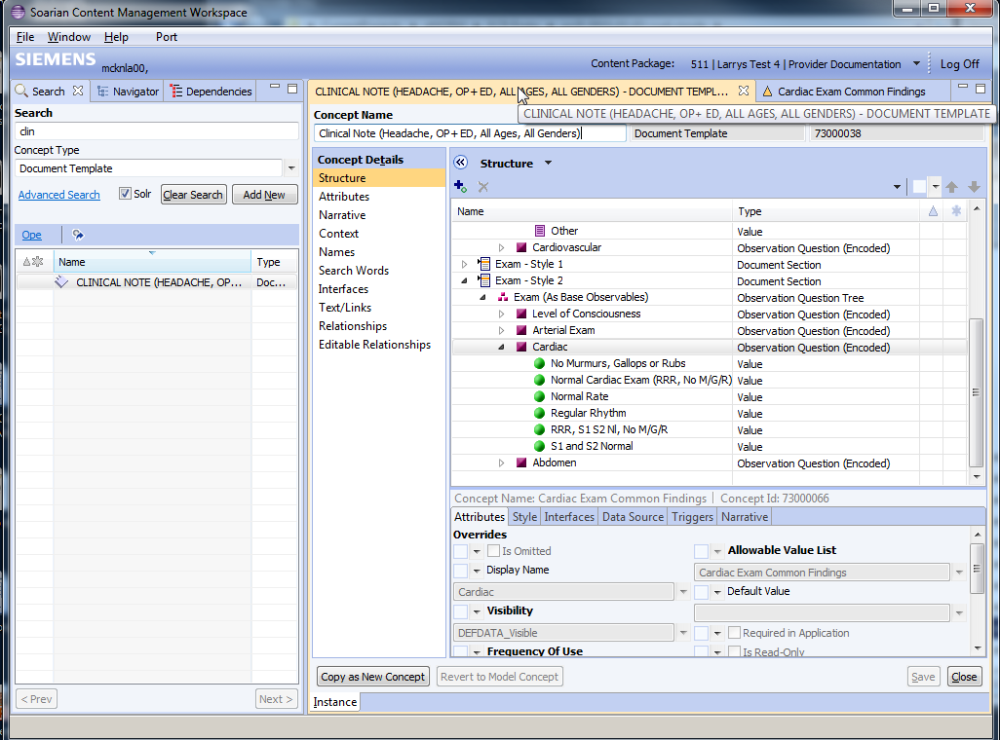 Soarian Content Management Workspace
File Window Help Port
SIEMENS mcknla00,
Content Package: 511 | Larrys Test 4 | Provider Documentation Log Off
Search Navigator Dependencies
Search
clin
Concept Type
Document Template
Advanced Search Solr Clear Search Add New
Ope
Name Type
CLINICAL NOTE (HEADACHE, OP... Doc...
< Prev Next >
CLINICAL NOTE (HEADACHE, OP+ ED, ALL AGES, ALL GENDERS) - DOCUMENT TEMPL... Cardiac Exam Common Findings
CLINICAL NOTE (HEADACHE, OP+ ED, ALL AGES, ALL GENDERS) - DOCUMENT TEMPLATE
Concept Name
Clinical Note (Headache, OP+ ED, All Ages, All Genders) Document Template 73000038
Concept Details
Structure
Attributes
Narrative
Context
Names
Search Words
Interfaces
Text/Links
Relationships
Editable Relationships
Structure
Name Type
Other Value
Cardiovascular Observation Question (Encoded)
Exam - Style 1 Document Section
Exam - Style 2 Document Section
Exam (As Base Observables) Observation Question Tree
Level of Consciousness Observation Question (Encoded)
Arterial Exam Observation Question (Encoded)
Cardiac Observation Question (Encoded)
No Murmurs, Gallops or Rubs Value
Normal Cardiac Exam (RRR, No M/G/R) Value
Normal Rate Value
Regular Rhythm Value
RRR, S1 S2 Nl, No M/G/R Value
S1 and S2 Normal Value
Abdomen Observation Question (Encoded)
Concept Name: Cardiac Exam Common Findings | Concept Id: 73000066
Attributes Style Interfaces Data Source Triggers Narrative
Overrides
Is Omitted Allowable Value List
Display Name Cardiac Exam Common Findings
Cardiac Default Value
Visibility
DEFDATA_Visible Required in Application
Frequency Of Use Is Read-Only
Copy as New Concept Revert to Model Concept Save Close
Instance